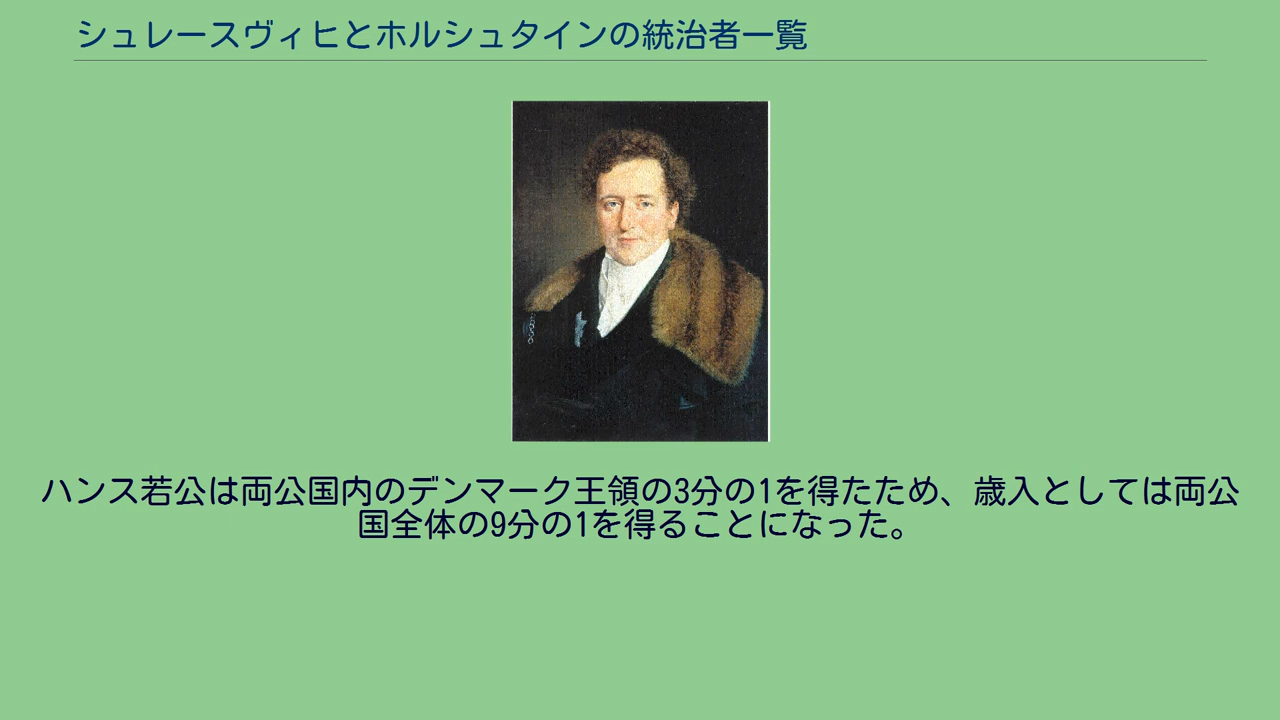 シュレースヴィヒとホルシュタインの統治者一覧
ハンス若公は両公国内のデンマーク王領の3分の1を得たため、歳入としては両公
国全体の9分の1を得ることになった。